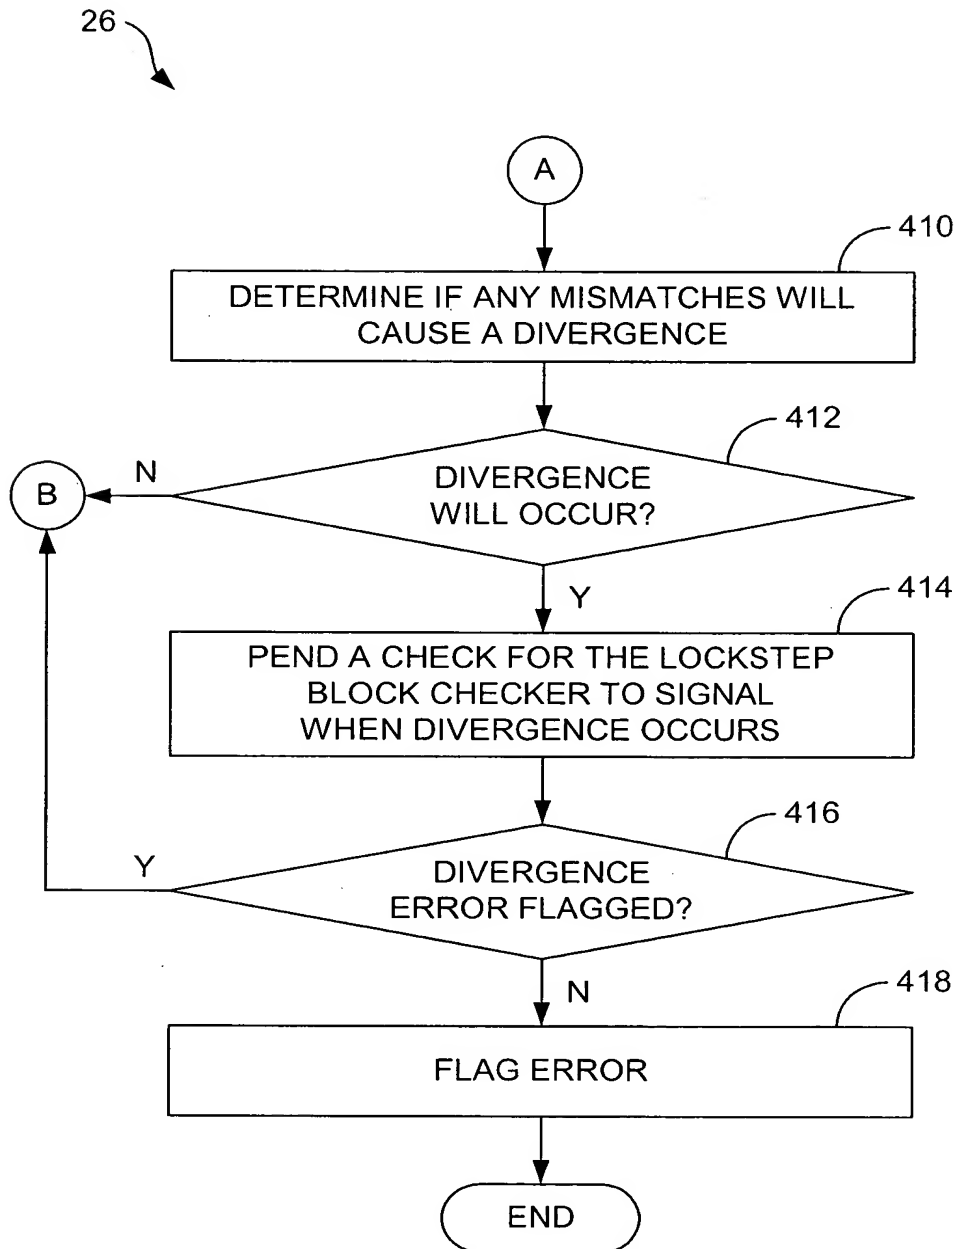 26
A
410
DETERMINE IF ANY MISMATCHES WILL
CAUSE A DIVERGENCE
412
DIVERGENCE
WILL OCCUR?
N
B
Y
414
PEND A CHECK FOR THE LOCKSTEP
BLOCK CHECKER TO SIGNAL
WHEN DIVERGENCE OCCURS
416
DIVERGENCE
ERROR FLAGGED?
Y
N
418
FLAG ERROR
END